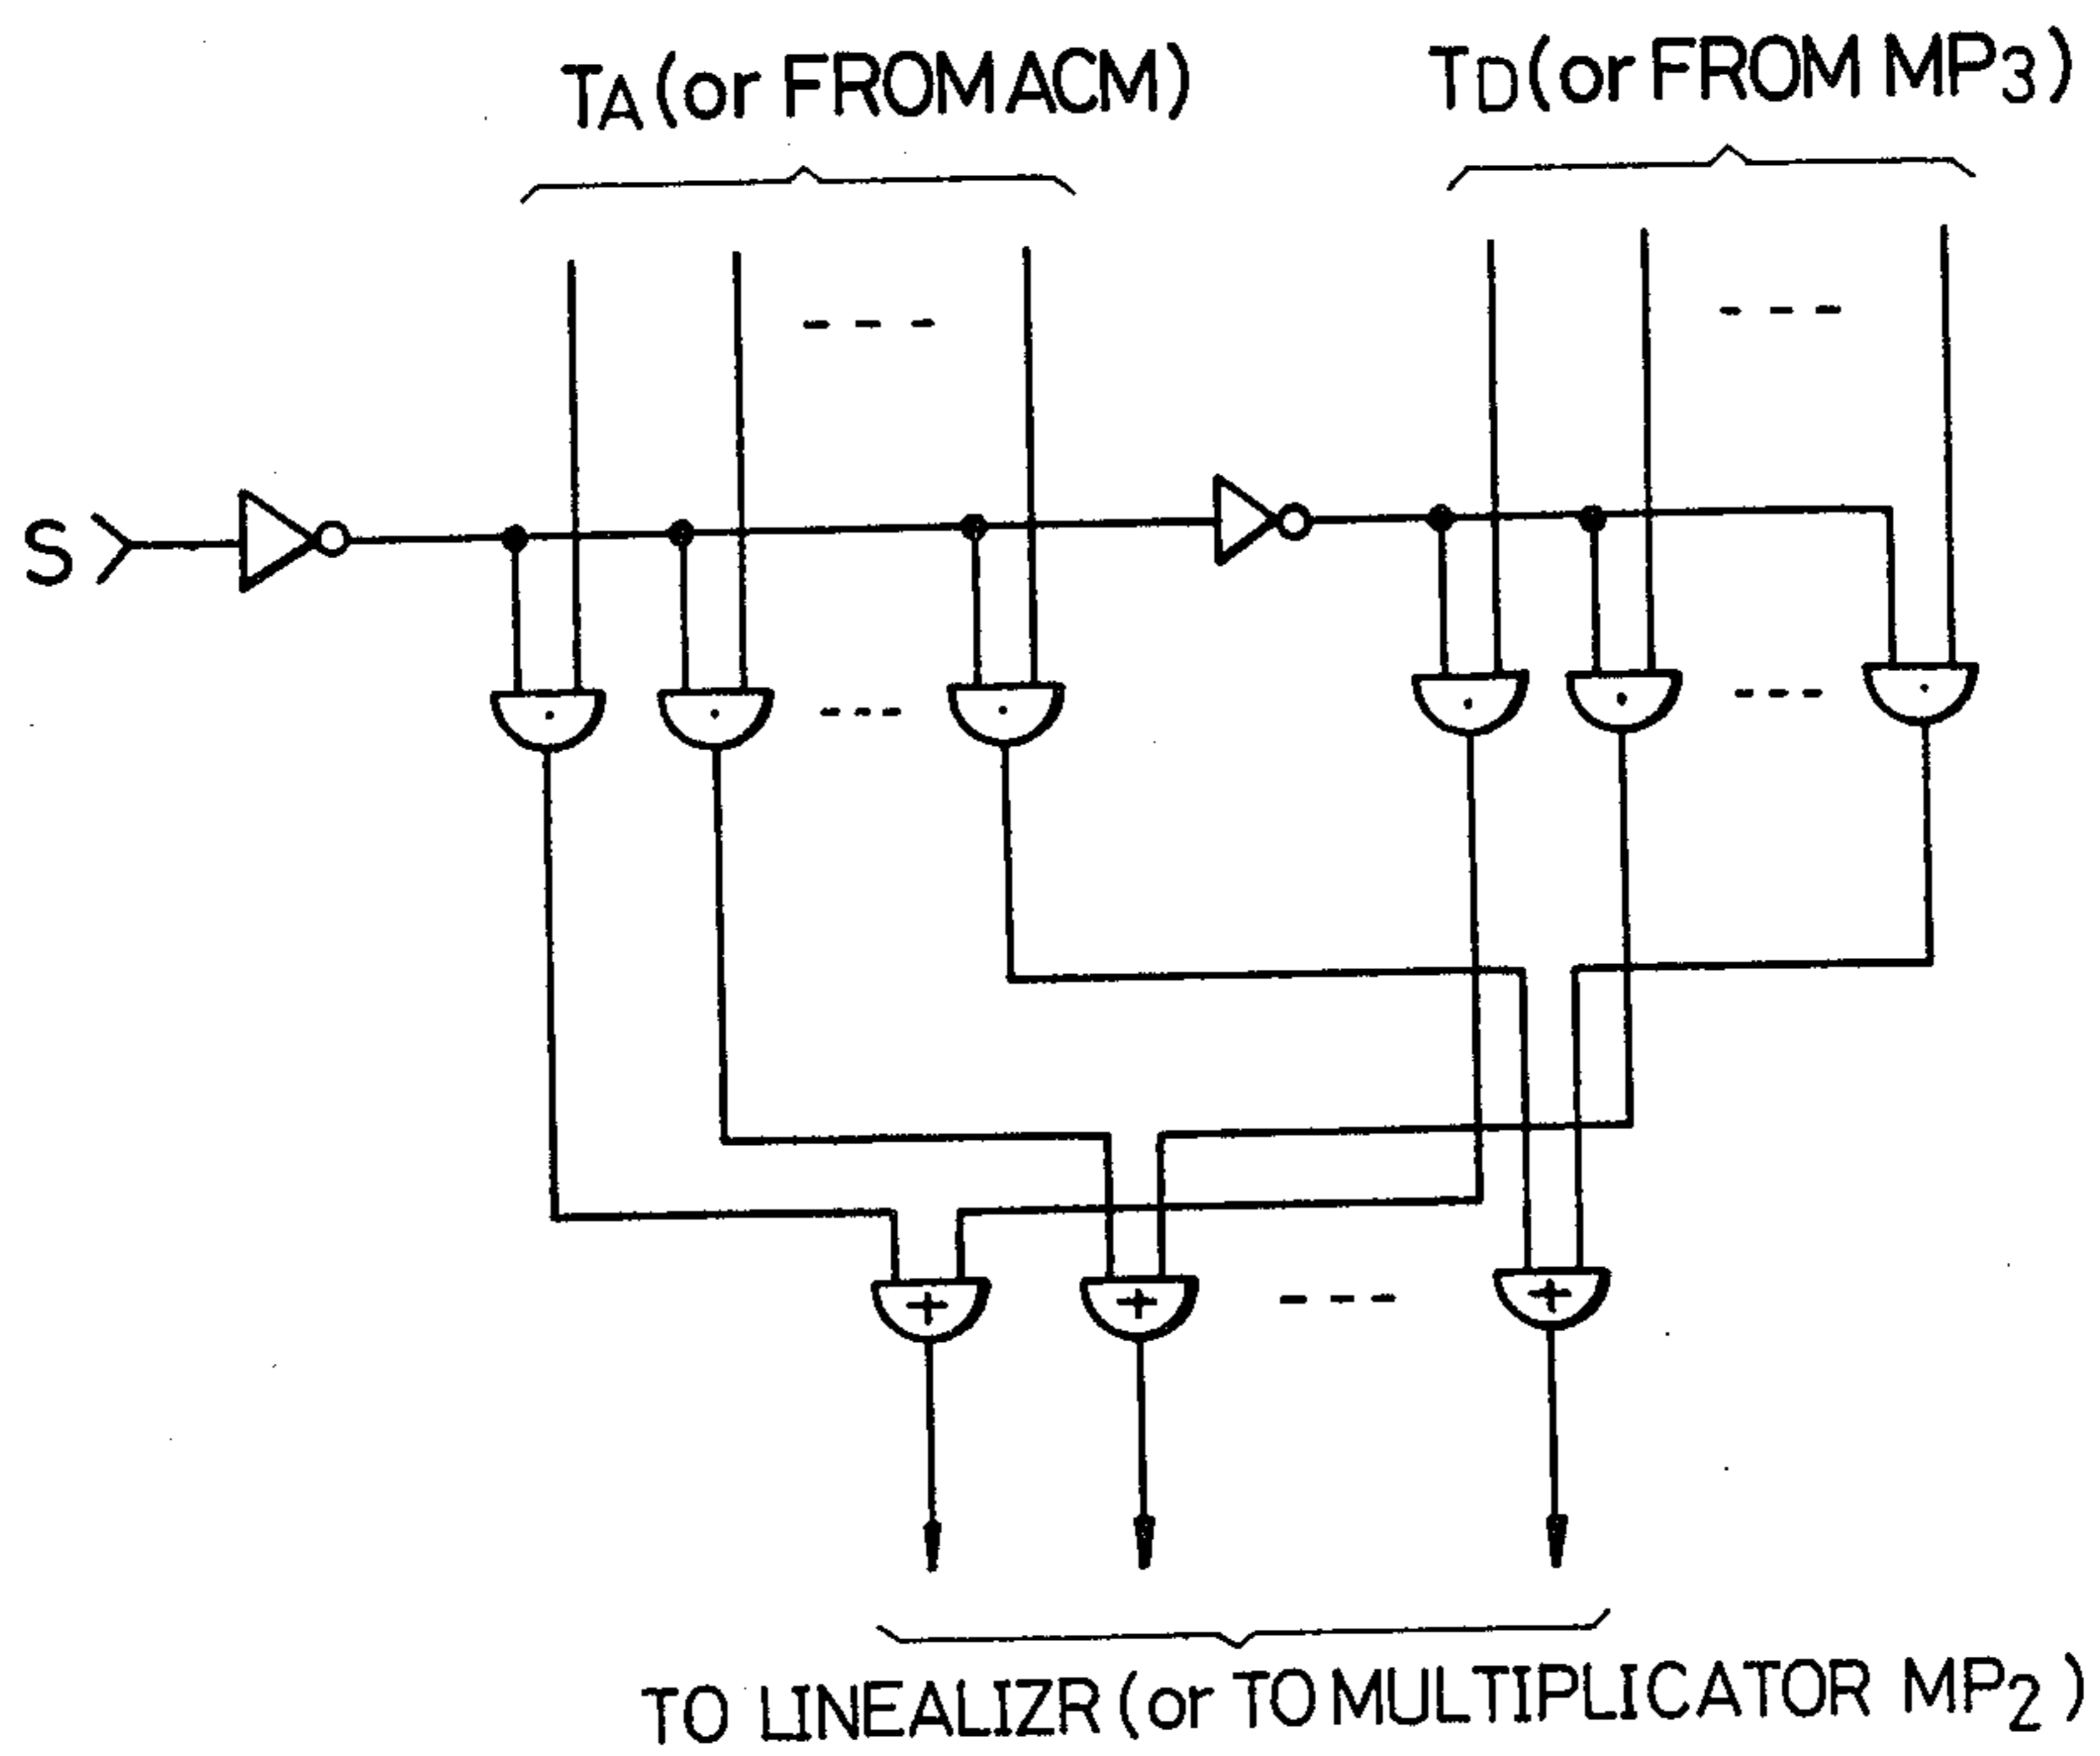 TA (or FROM ACM)
TD (or FROM MP3)
S
TO LINEALIZR (or TO MULTIPLICATOR MP2)